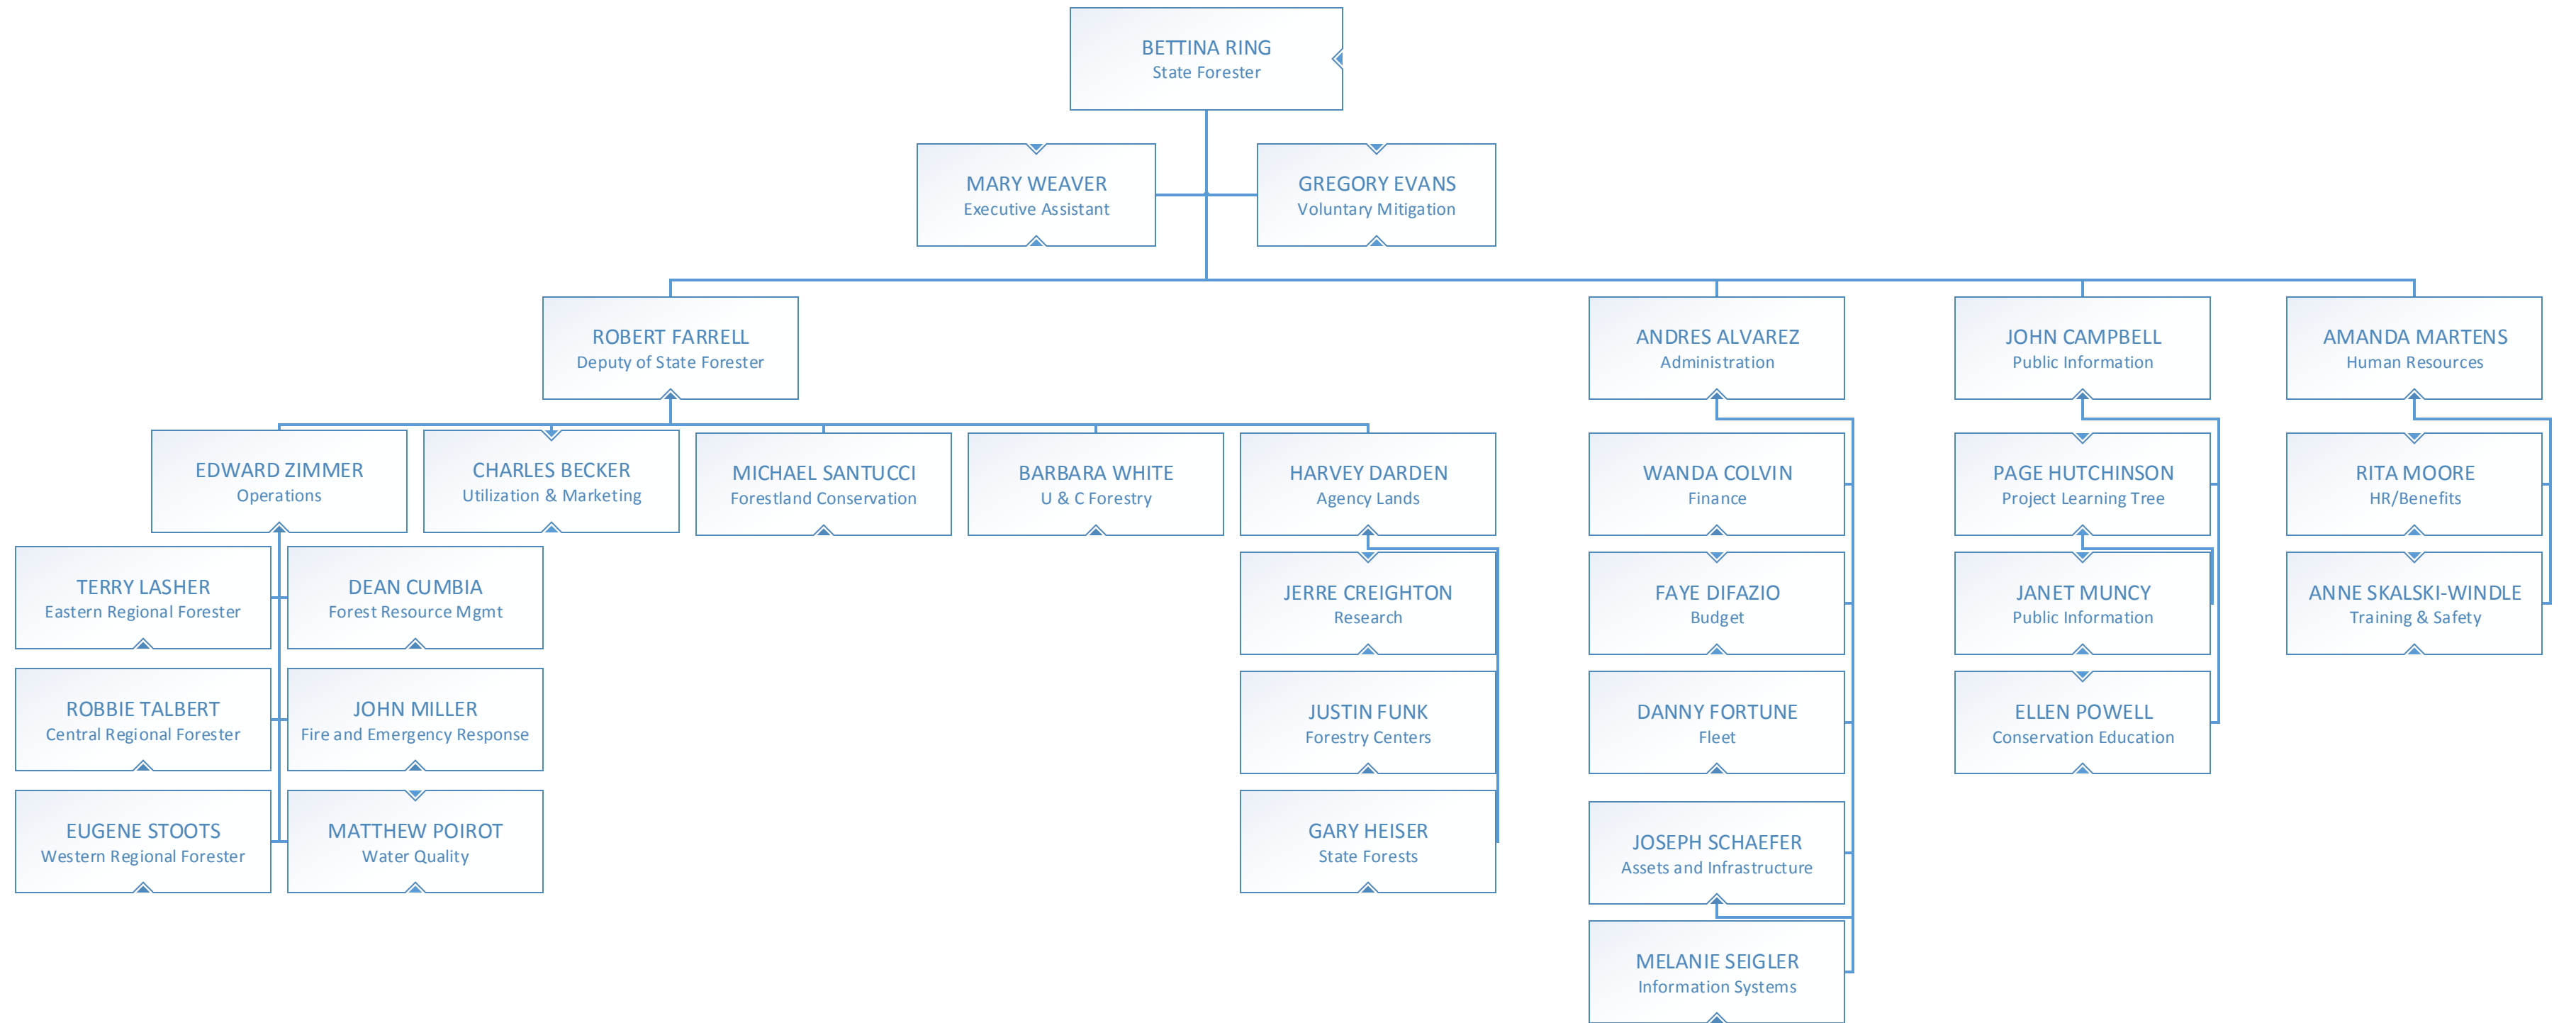 BETTINA RING
State Forester
MARY WEAVER
Executive Assistant
GREGORY EVANS
Voluntary Mitigation
ROBERT FARRELL
Deputy of State Forester
ANDRES ALVAREZ
Administration
JOHN CAMPBELL
Public Information
AMANDA MARTENS
Human Resources
EDWARD ZIMMER
Operations
CHARLES BECKER
Utilization & Marketing
MICHAEL SANTUCCI
Forestland Conservation
BARBARA WHITE
U & C Forestry
HARVEY DARDEN
Agency Lands
WANDA COLVIN
Finance
PAGE HUTCHINSON
Project Learning Tree
RITA MOORE
HR/Benefits
TERRY LASHER
Eastern Regional Forester
DEAN CUMBIA
Forest Resource Mgmt
JERRE CREIGHTON
Research
FAYE DIFAZIO
Budget
JANET MUNCY
Public Information
ANNE SKALSKI-WINDLE
Training & Safety
ROBBIE TALBERT
Central Regional Forester
JOHN MILLER
Fire and Emergency Response
JUSTIN FUNK
Forestry Centers
DANNY FORTUNE
Fleet
ELLEN POWELL
Conservation Education
EUGENE STOOTS
Western Regional Forester
MATTHEW POIROT
Water Quality
GARY HEISER
State Forests
JOSEPH SCHAEFER
Assets and Infrastructure
MELANIE SEIGLER
Information Systems